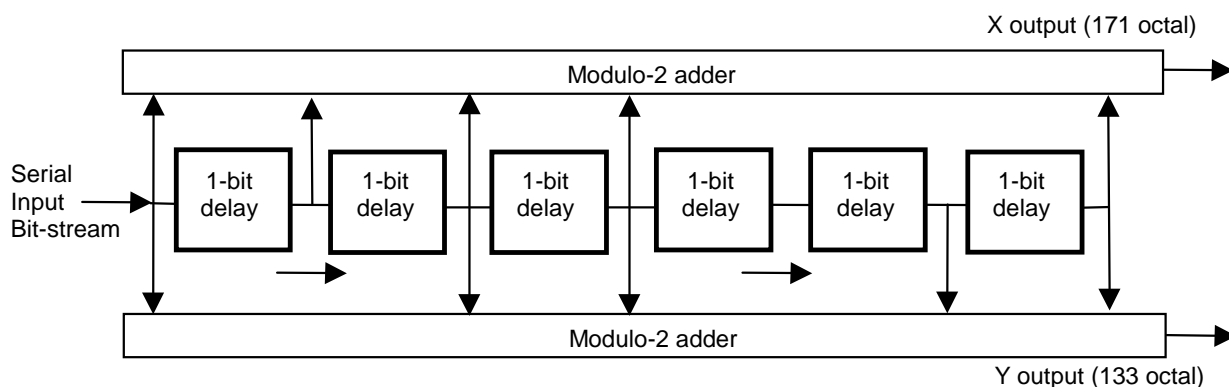 X output (171 octal)
Modulo-2 adder
Serial
Input
Bit-stream
1-bit
delay
1-bit
delay
1-bit
delay
1-bit
delay
1-bit
delay
1-bit
delay
Modulo-2 adder
Y output (133 octal)